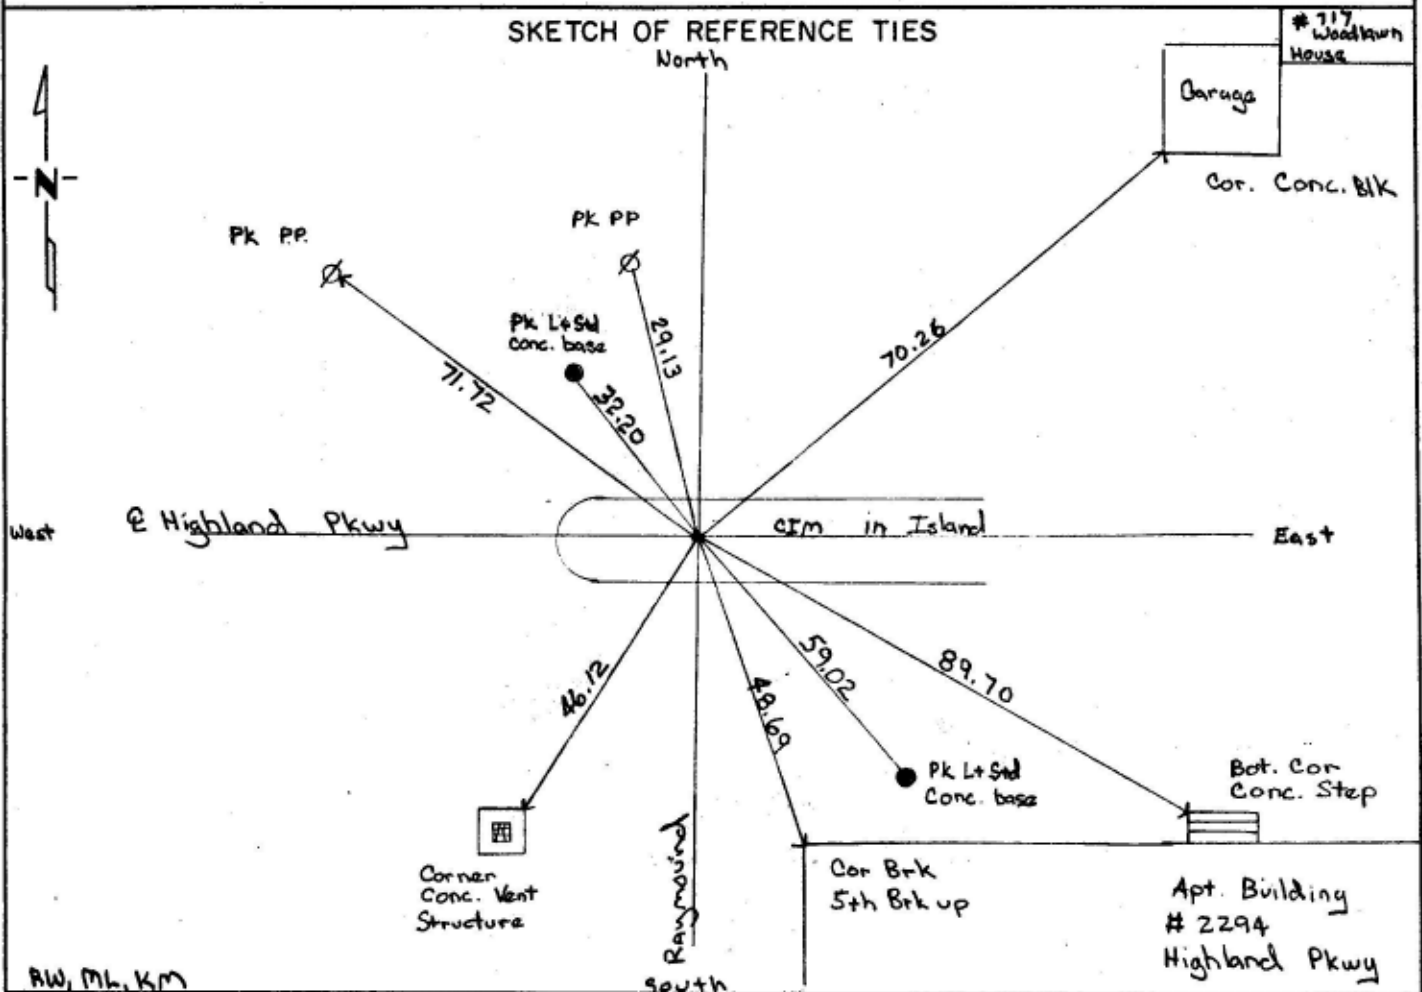 SKETCH OF REFERENCE TIES
# 717
Woodlawn
House
North
Garage
N
Cor. Conc. Blk
Pk PP
Pk P.P.
Pk Lt Std
Conc. base
29.13
70.26
71.72
32.20
West
℄ Highland Pkwy
CIM in Island
East
46.12
48.69
59.02
89.70
Pk Lt Std
Conc. base
Bot. Cor
Conc. Step
Corner
Conc. Vent
Structure
Raymound
Cor Brk
5th Brk up
Apt. Building
# 2294
Highland Pkwy
RW, ML, KM
South